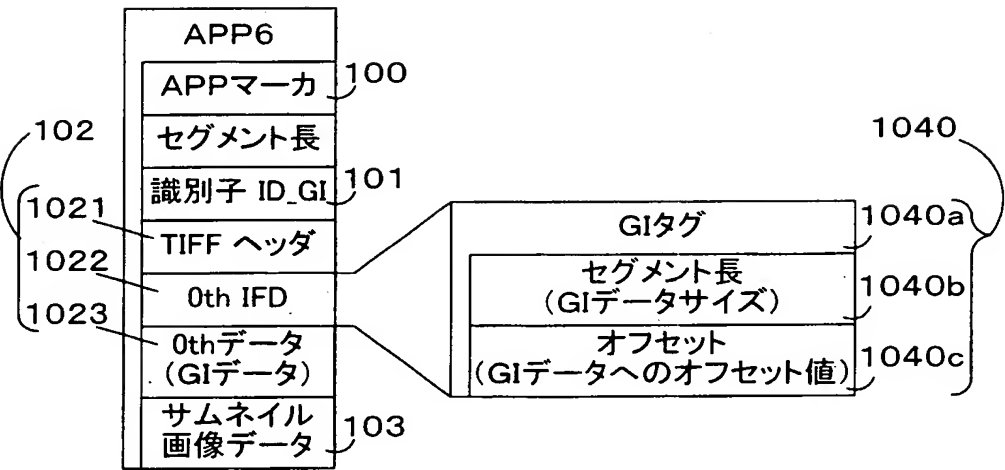 APP6
APPマーカ
100
セグメント長
102
識別子 ID_GI
101
1021
TIFF ヘッダ
1022
0th IFD
1023
0thデータ
(GIデータ)
サムネイル
画像データ
103
1040
GIタグ
1040a
セグメント長
(GIデータサイズ)
1040b
オフセット
(GIデータへのオフセット値)
1040c